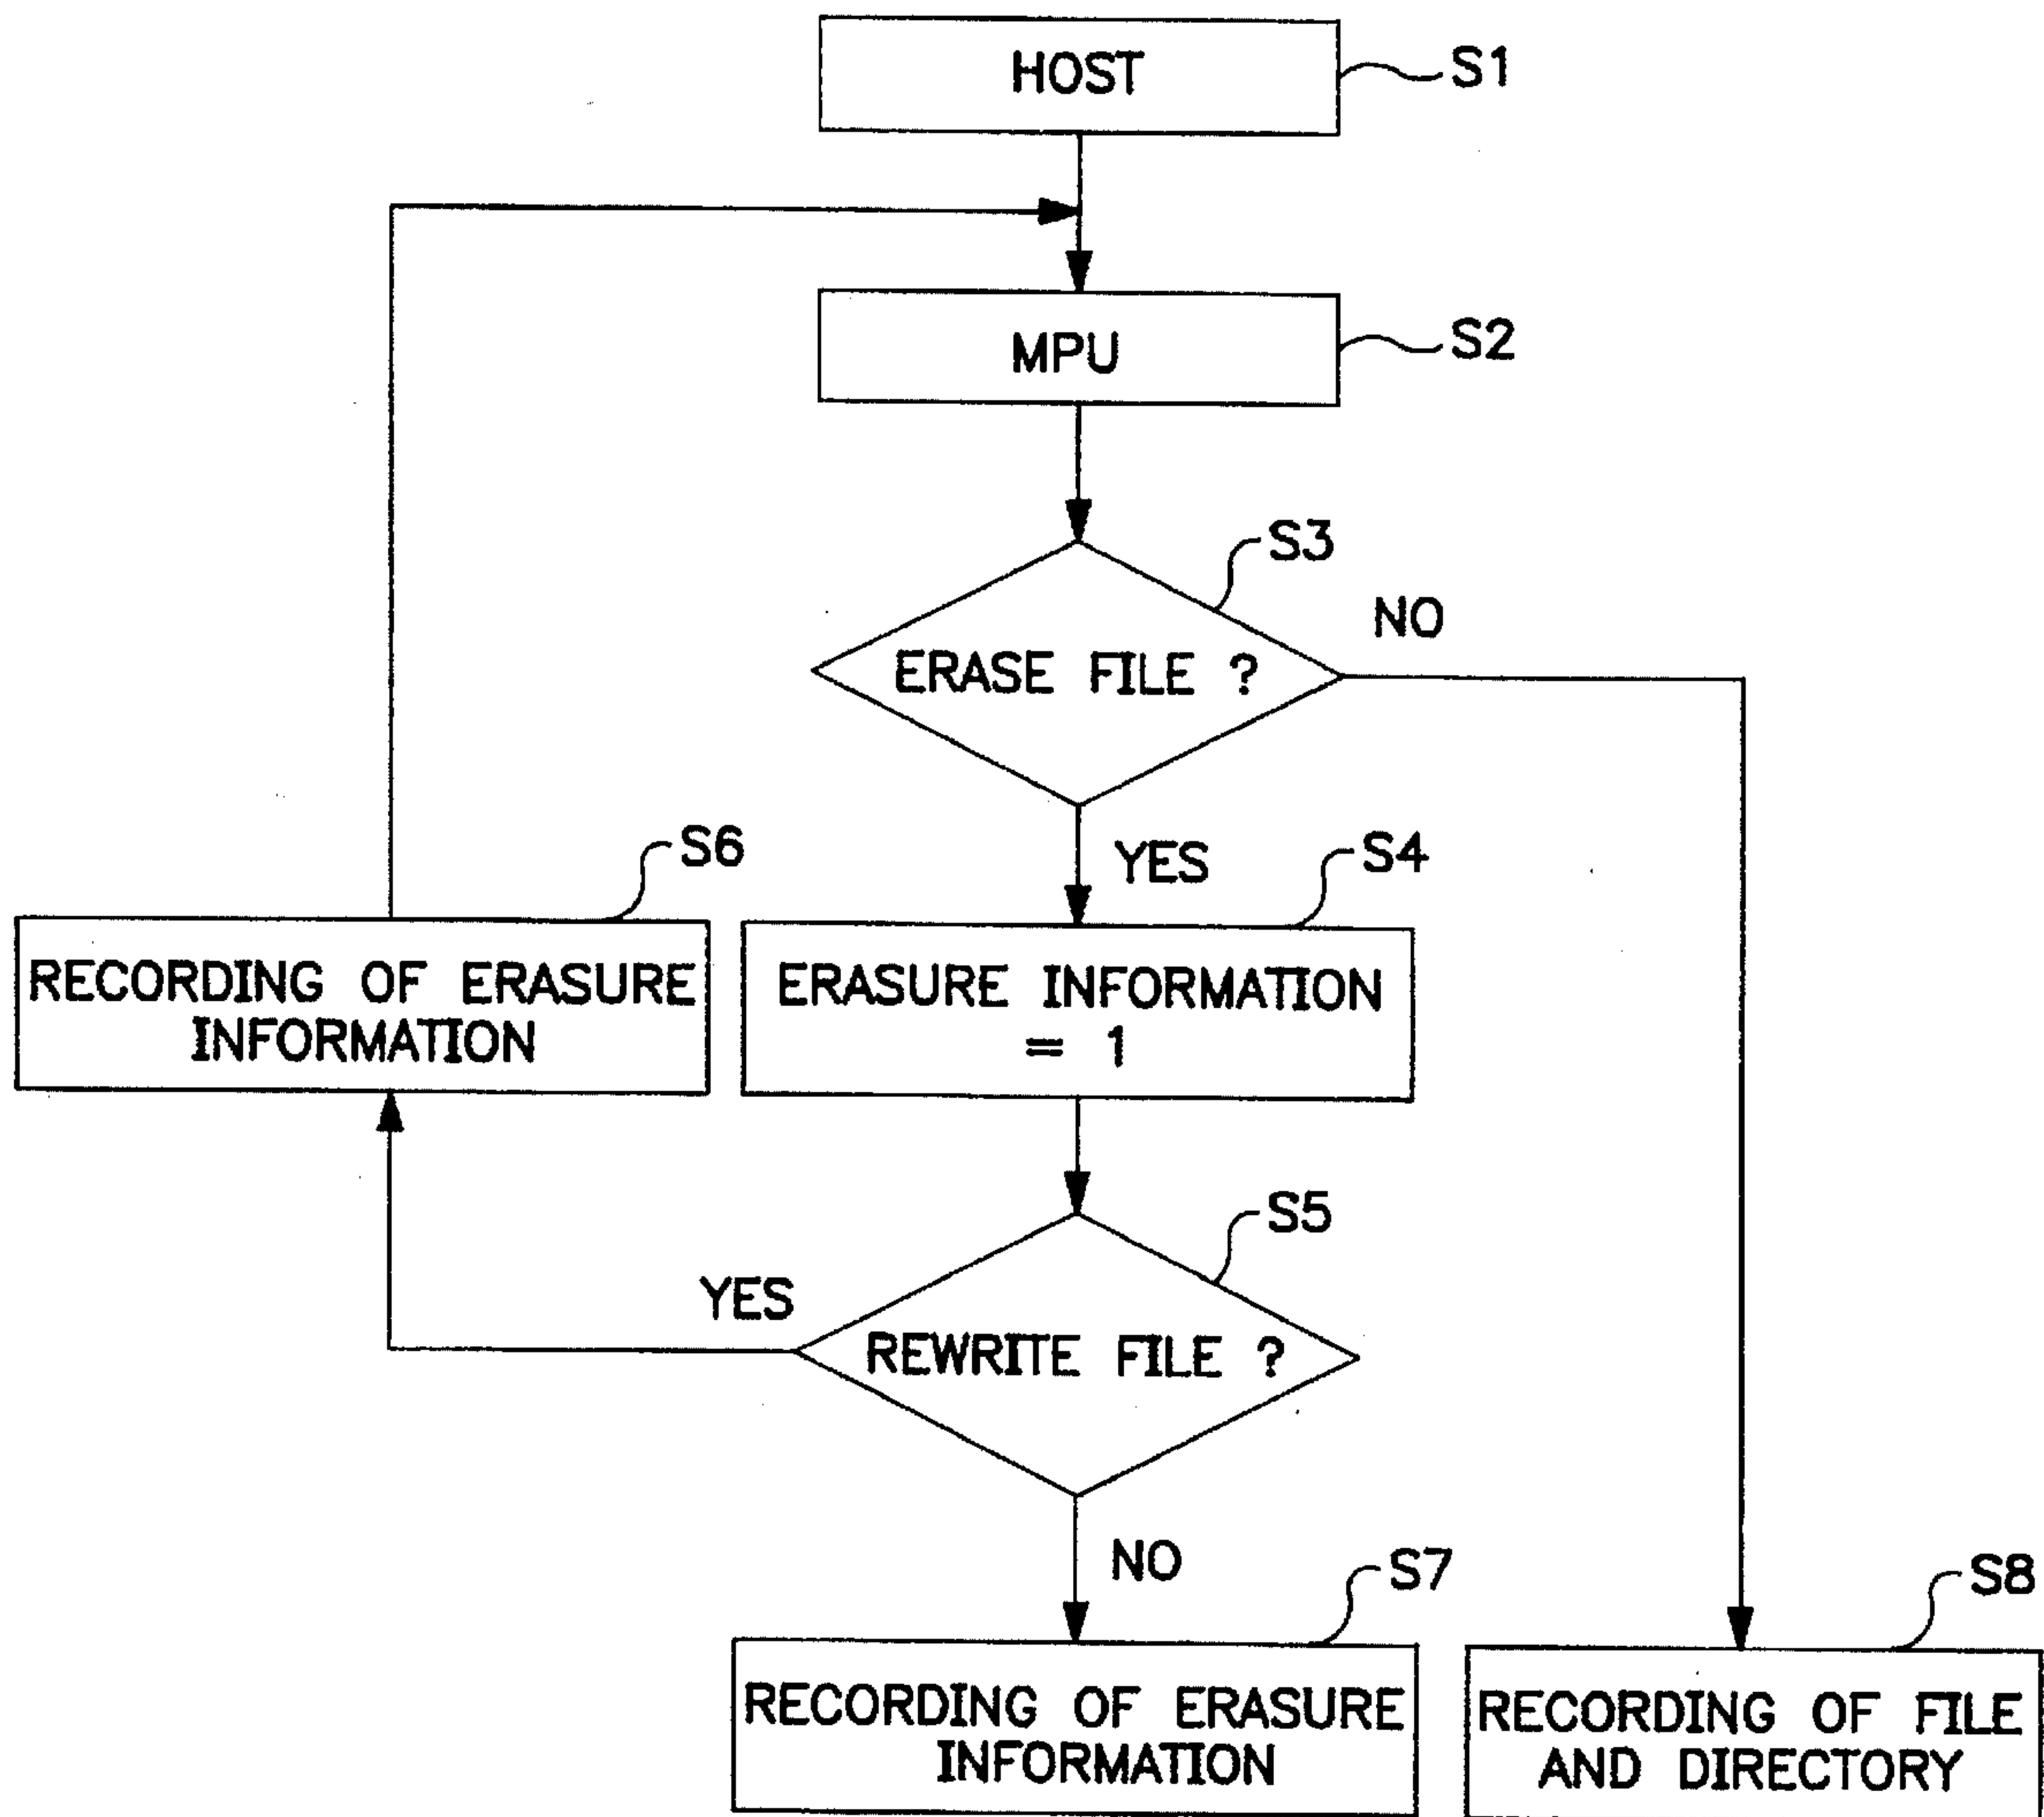 HOST
S1
MPU
S2
S3
NO
ERASE FILE ?
YES
S4
S6
RECORDING OF ERASURE
INFORMATION
ERASURE INFORMATION
= 1
S5
YES
REWRITE FILE ?
NO
S7
S8
RECORDING OF ERASURE
INFORMATION
RECORDING OF FILE
AND DIRECTORY